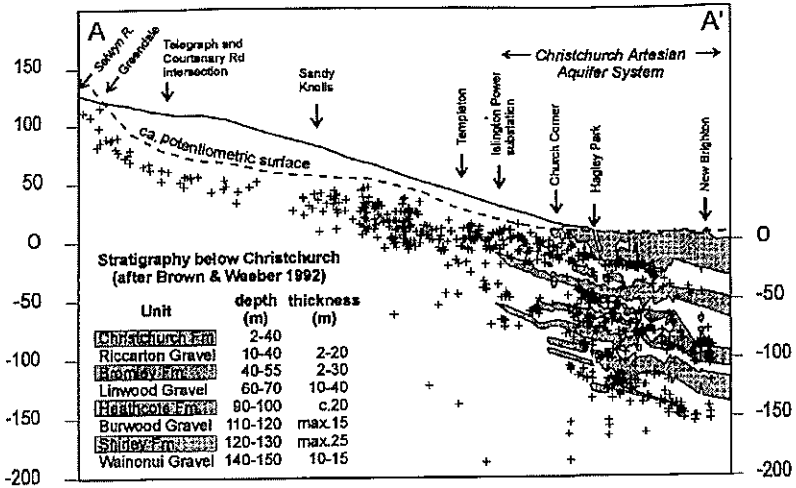 A
A'
Selwyn R.
Greendale
Telegraph and
Courtenary Rd
intersection
Sandy
Knolls
Templeton
Islington Power
substation
Church Corner
Hagley Park
New Brighton
Christchurch Artesian
Aquifer System
ca. potentiometric surface
150
100
50
0
-50
-100
-150
-200
0
-50
-100
-150
-200
Stratigraphy below Christchurch
(after Brown & Weeber 1992)
Unit depth thickness
(m) (m)
Christchurch Fm. 2-40
Riccarton Gravel 10-40 2-20
Bromley Fm. 40-55 2-30
Linwood Gravel 60-70 10-40
Heathcote Fm. 90-100 c.20
Burwood Gravel 110-120 max.15
Shirley Fm. 120-130 max.25
Wainonui Gravel 140-150 10-15